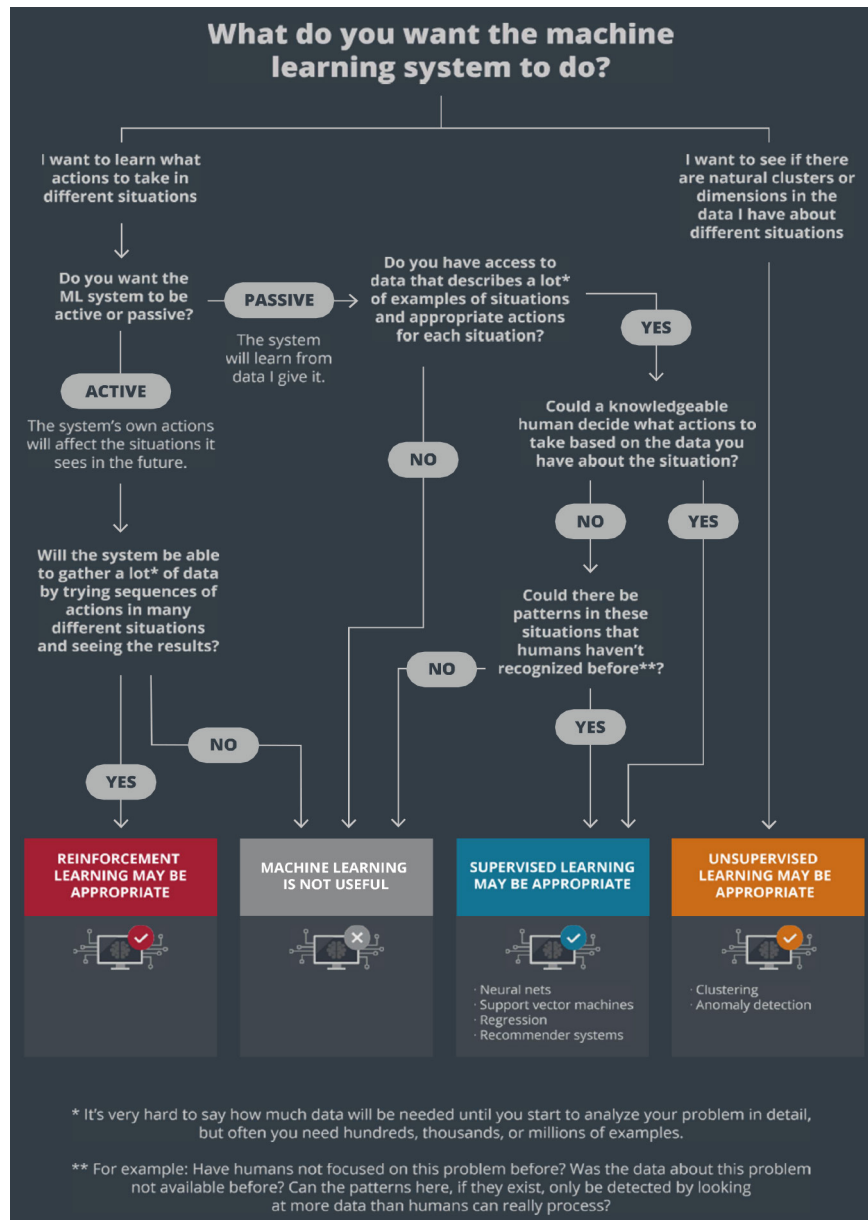 What do you want the machine
learning system to do?
I want to learn what
actions to take in
different situations
I want to see if there
are natural clusters or
dimensions in the
data I have about
different situations
Do you want the
ML system to be
active or passive?
PASSIVE
The system
will learn from
data I give it.
Do you have access to
data that describes a lot*
of examples of situations
and appropriate actions
for each situation?
YES
ACTIVE
The system's own actions
will affect the situations it
sees in the future.
NO
Could a knowledgeable
human decide what actions to
take based on the data you
have about the situation?
NO
YES
Will the system be able
to gather a lot* of data
by trying sequences of
actions in many
different situations
and seeing the results?
Could there be
patterns in these
situations that
humans haven't
recognized before**?
NO
YES
NO
YES
REINFORCEMENT
LEARNING MAY BE
APPROPRIATE
MACHINE LEARNING
IS NOT USEFUL
SUPERVISED LEARNING
MAY BE APPROPRIATE
UNSUPERVISED
LEARNING MAY BE
APPROPRIATE
· Neural nets
· Support vector machines
· Regression
· Recommender systems
· Clustering
· Anomaly detection
* It's very hard to say how much data will be needed until you start to analyze your problem in detail,
but often you need hundreds, thousands, or millions of examples.
** For example: Have humans not focused on this problem before? Was the data about this problem
not available before? Can the patterns here, if they exist, only be detected by looking
at more data than humans can really process?